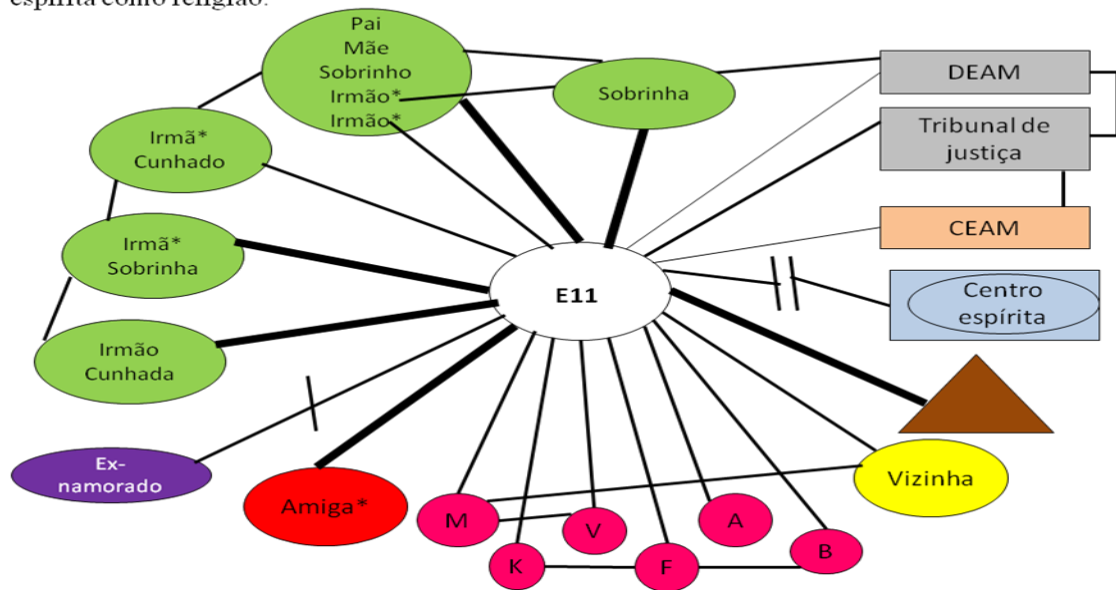 espírita como religião.
Pai
Mãe
Sobrinho
Irmão*
Irmão*
Sobrinha
DEAM
Tribunal de
justiça
CEAM
Centro
espírita
Irmã*
Cunhado
Irmã*
Sobrinha
Irmão
Cunhada
E11
Ex-
namorado
Amiga*
M
V
A
B
K
F
Vizinha